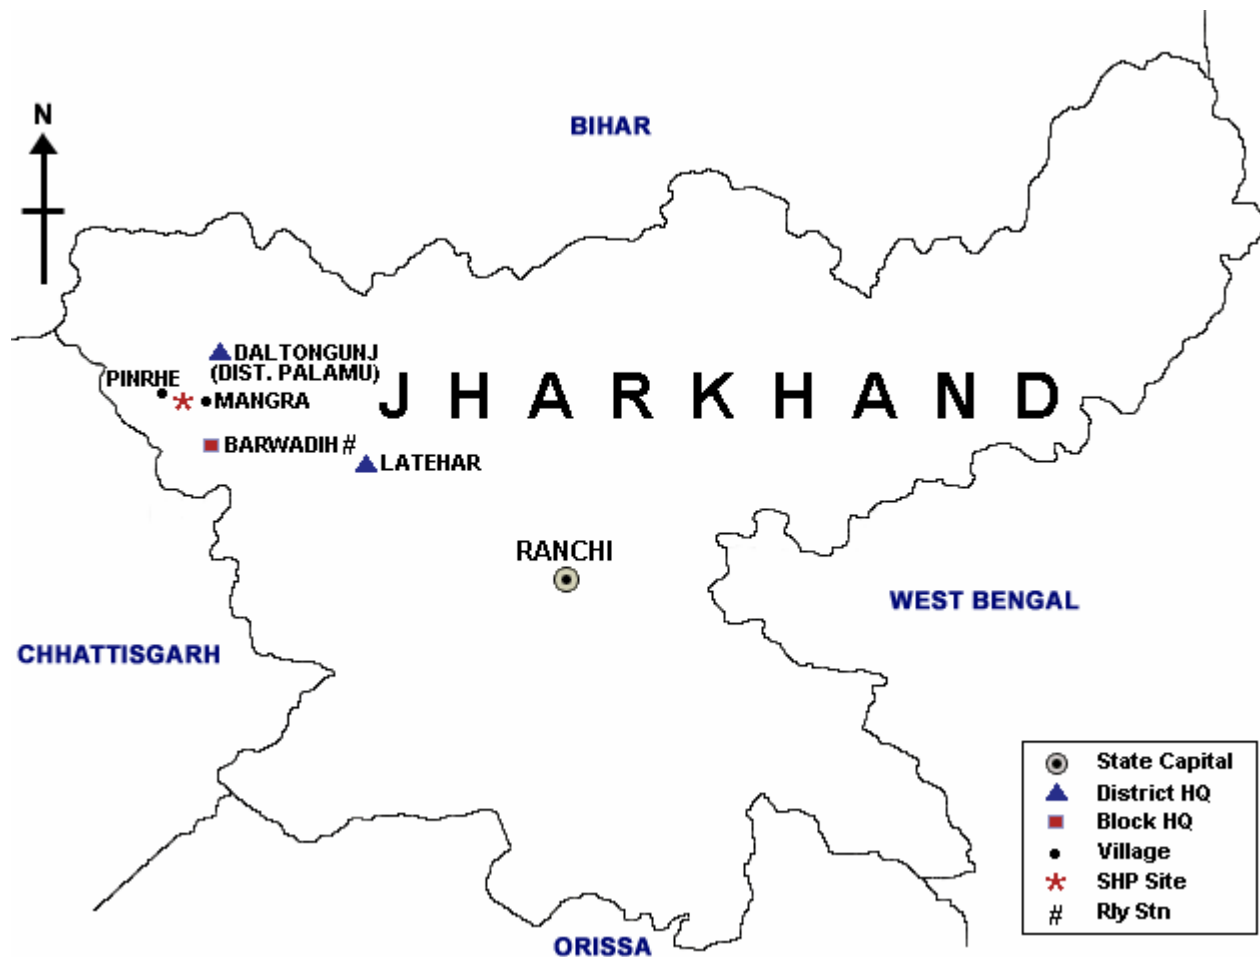 N
BIHAR
DALTONGUNJ
(DIST. PALAMU)
PINRHE
MANGRA
JHARKHAND
BARWADIH #
LATEHAR
RANCHI
WEST BENGAL
CHHATTISGARH
ORISSA
State Capital
District HQ
Block HQ
Village
SHP Site
# Rly Stn